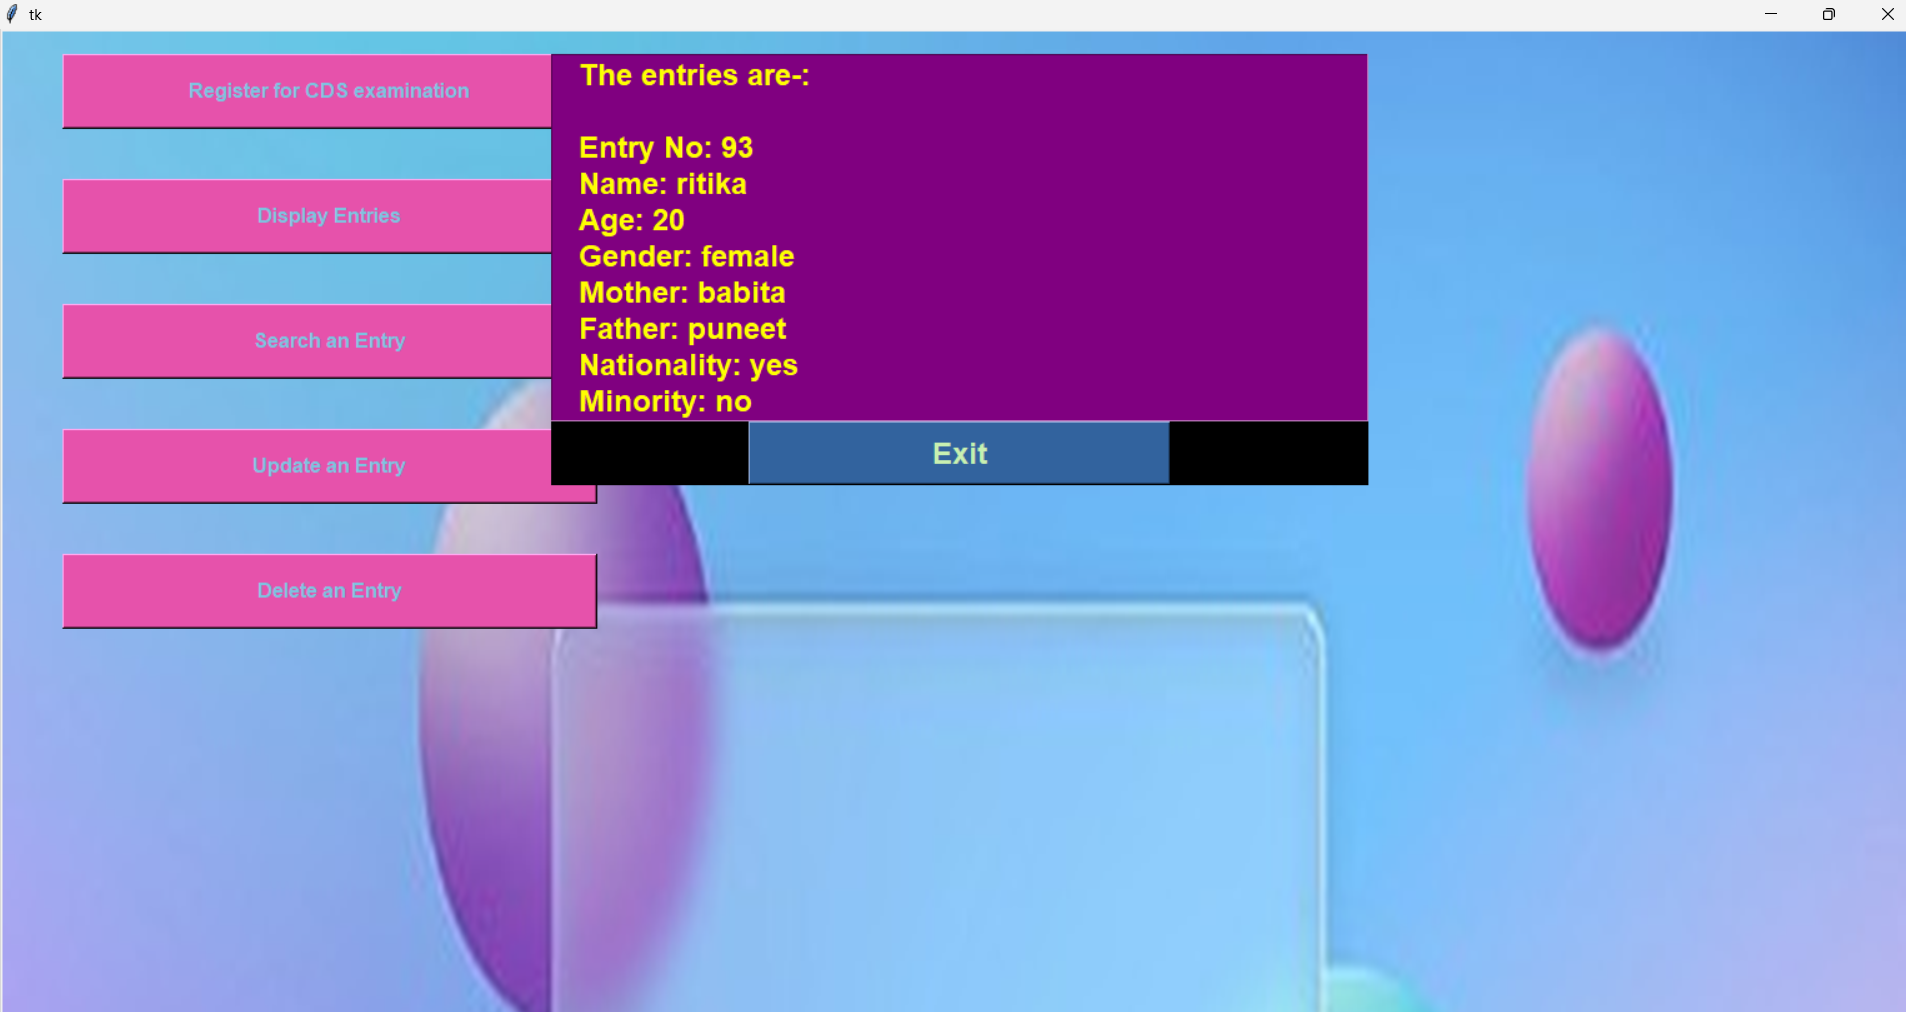 tk
Register for CDS examination
Display Entries
Search an Entry
Update an Entry
Delete an Entry
The entries are-:
Entry No: 93
Name: ritika
Age: 20
Gender: female
Mother: babita
Father: puneet
Nationality: yes
Minority: no
Exit